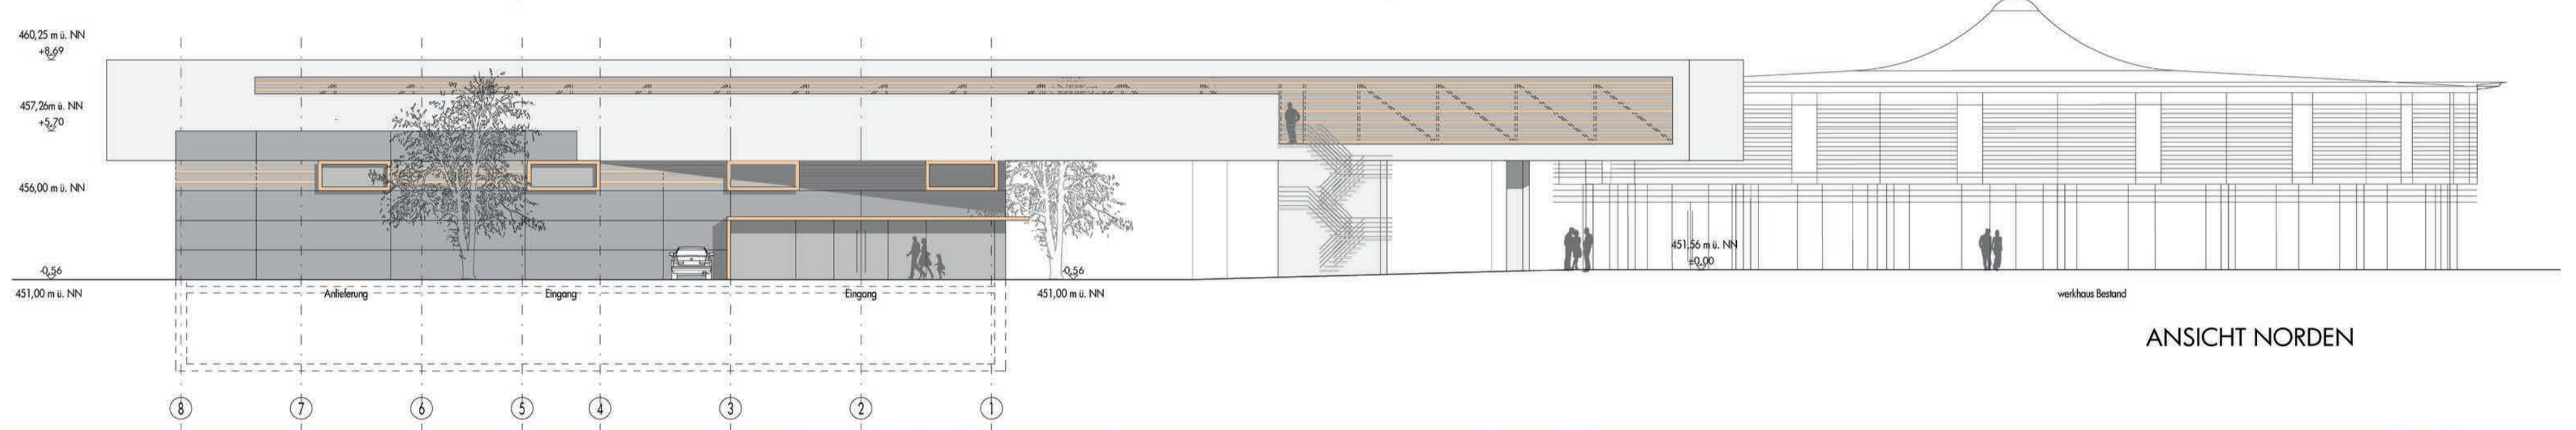 460,25 m ü. NN
+8,69
457,26m ü. NN
+5,70
456,00 m ü. NN
-0,56
451,00 m ü. NN
Anlieferung
Eingang
Eingang
-0,56
451,00 m ü. NN
451,56 m ü. NN
±0,00
werkhaus Bestand
ANSICHT NORDEN
8 7 6 5 4 3 2 1